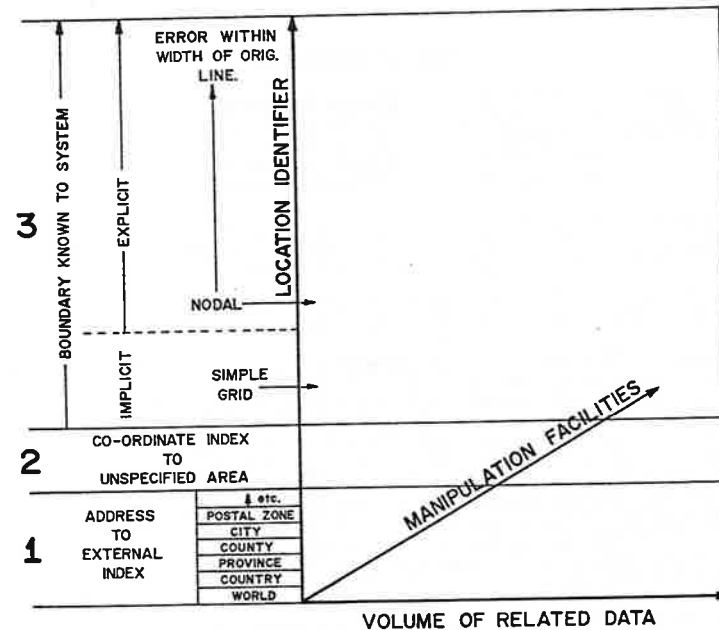 ERROR WITHIN
WIDTH OF ORIG.
LINE.
LOCATION IDENTIFIER
3
BOUNDARY KNOWN TO SYSTEM
EXPLICIT
NODAL
IMPLICIT
SIMPLE
GRID
2
CO-ORDINATE INDEX
TO
UNSPECIFIED AREA
MANIPULATION FACILITIES
1
ADDRESS
TO
EXTERNAL
INDEX
etc.
POSTAL ZONE
CITY
COUNTY
PROVINCE
COUNTRY
WORLD
VOLUME OF RELATED DATA